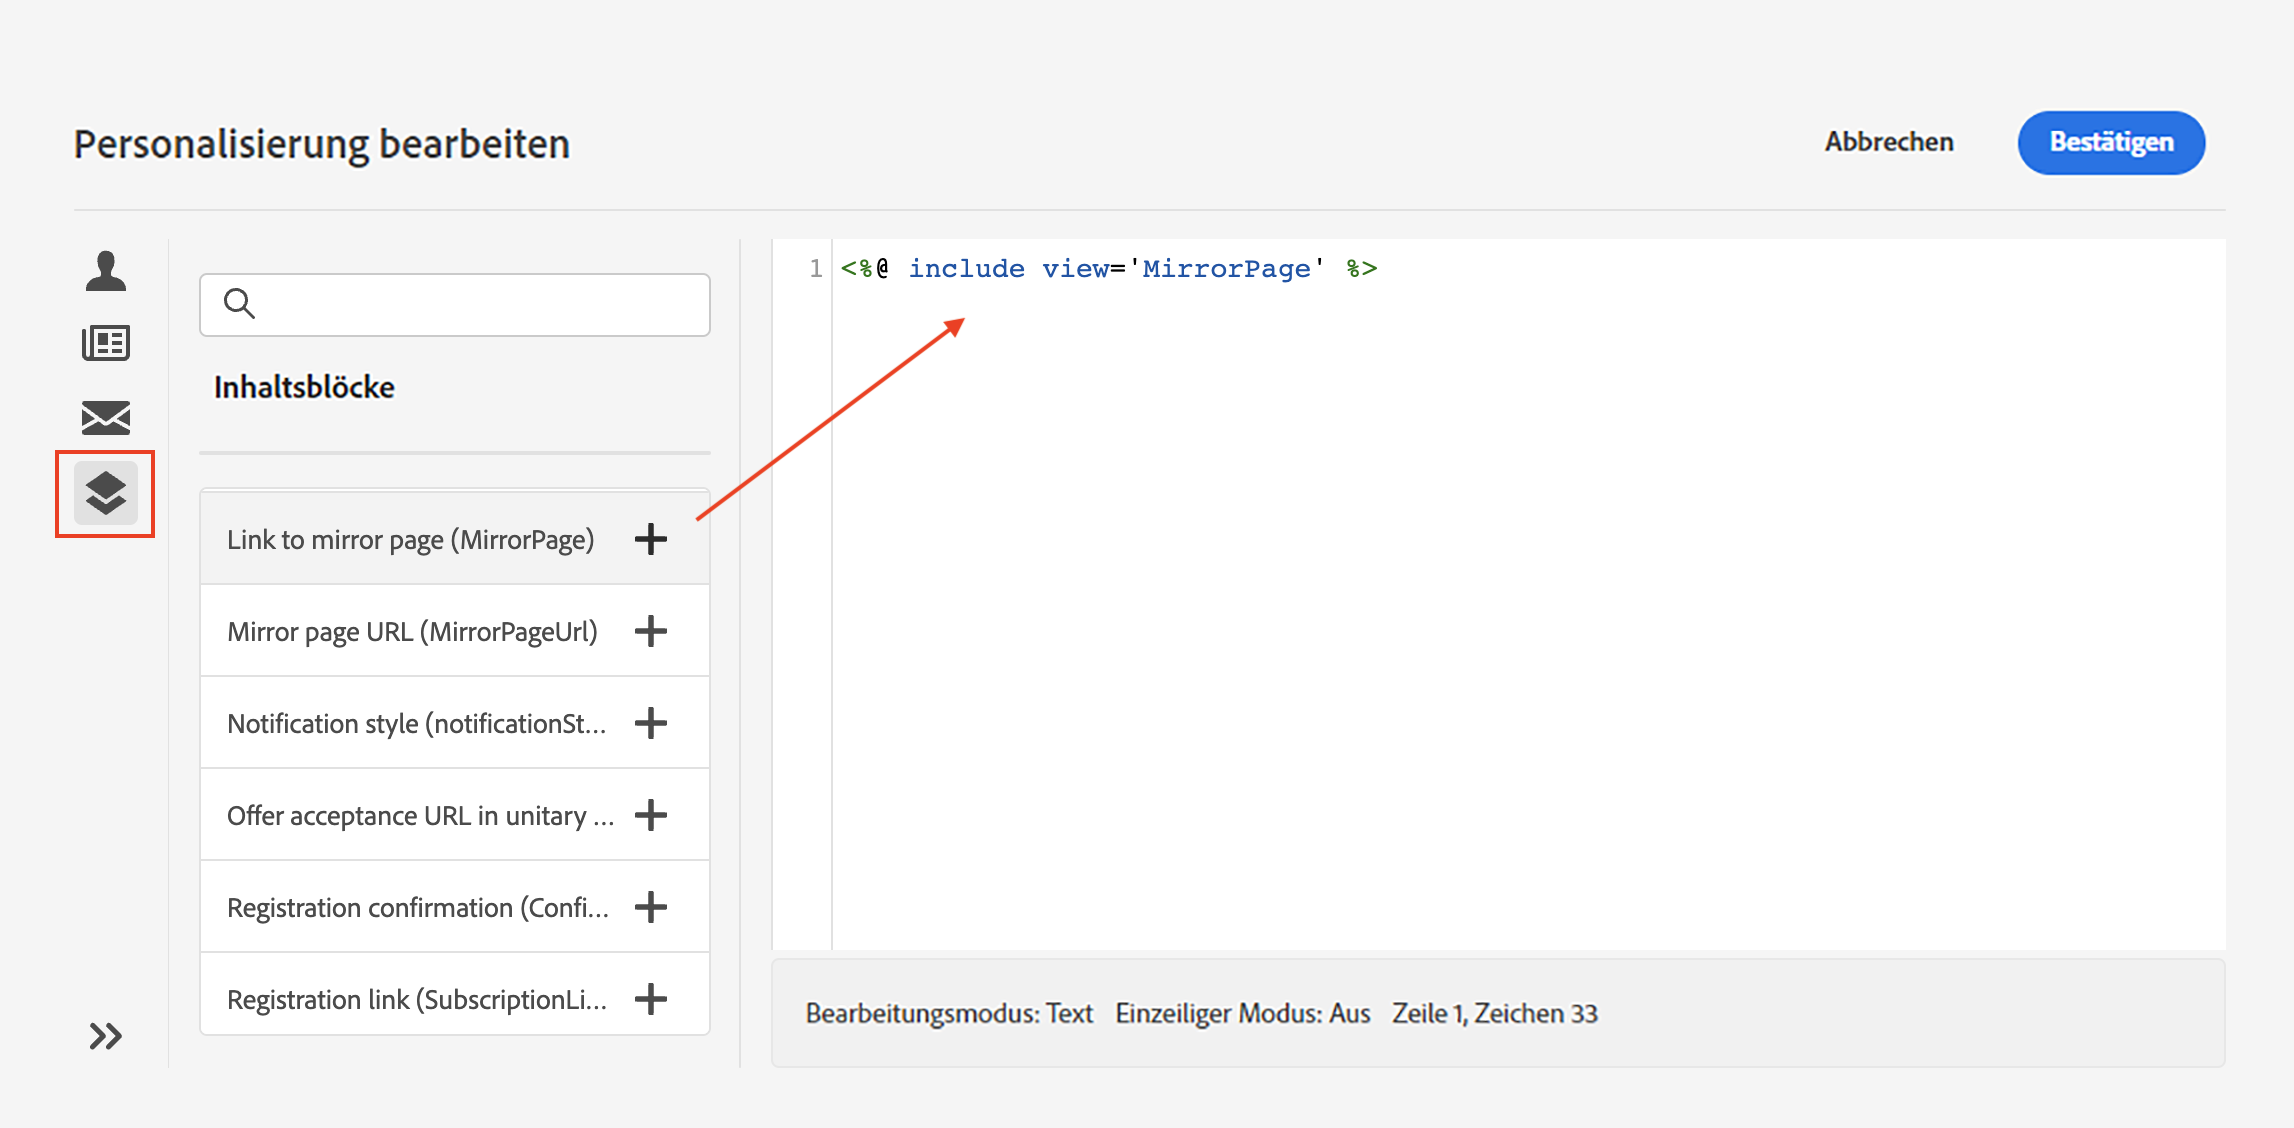 Personalisierung bearbeiten
Abbrechen
Bestätigen
Inhaltsblöcke
Link to mirror page (MirrorPage)
Mirror page URL (MirrorPageUrl)
Notification style (notificationSt...
Offer acceptance URL in unitary ...
Registration confirmation (Confi...
Registration link (SubscriptionLi...
1 <%@ include view='MirrorPage' %>
Bearbeitungsmodus: Text Einzeiliger Modus: Aus Zeile 1, Zeichen 33